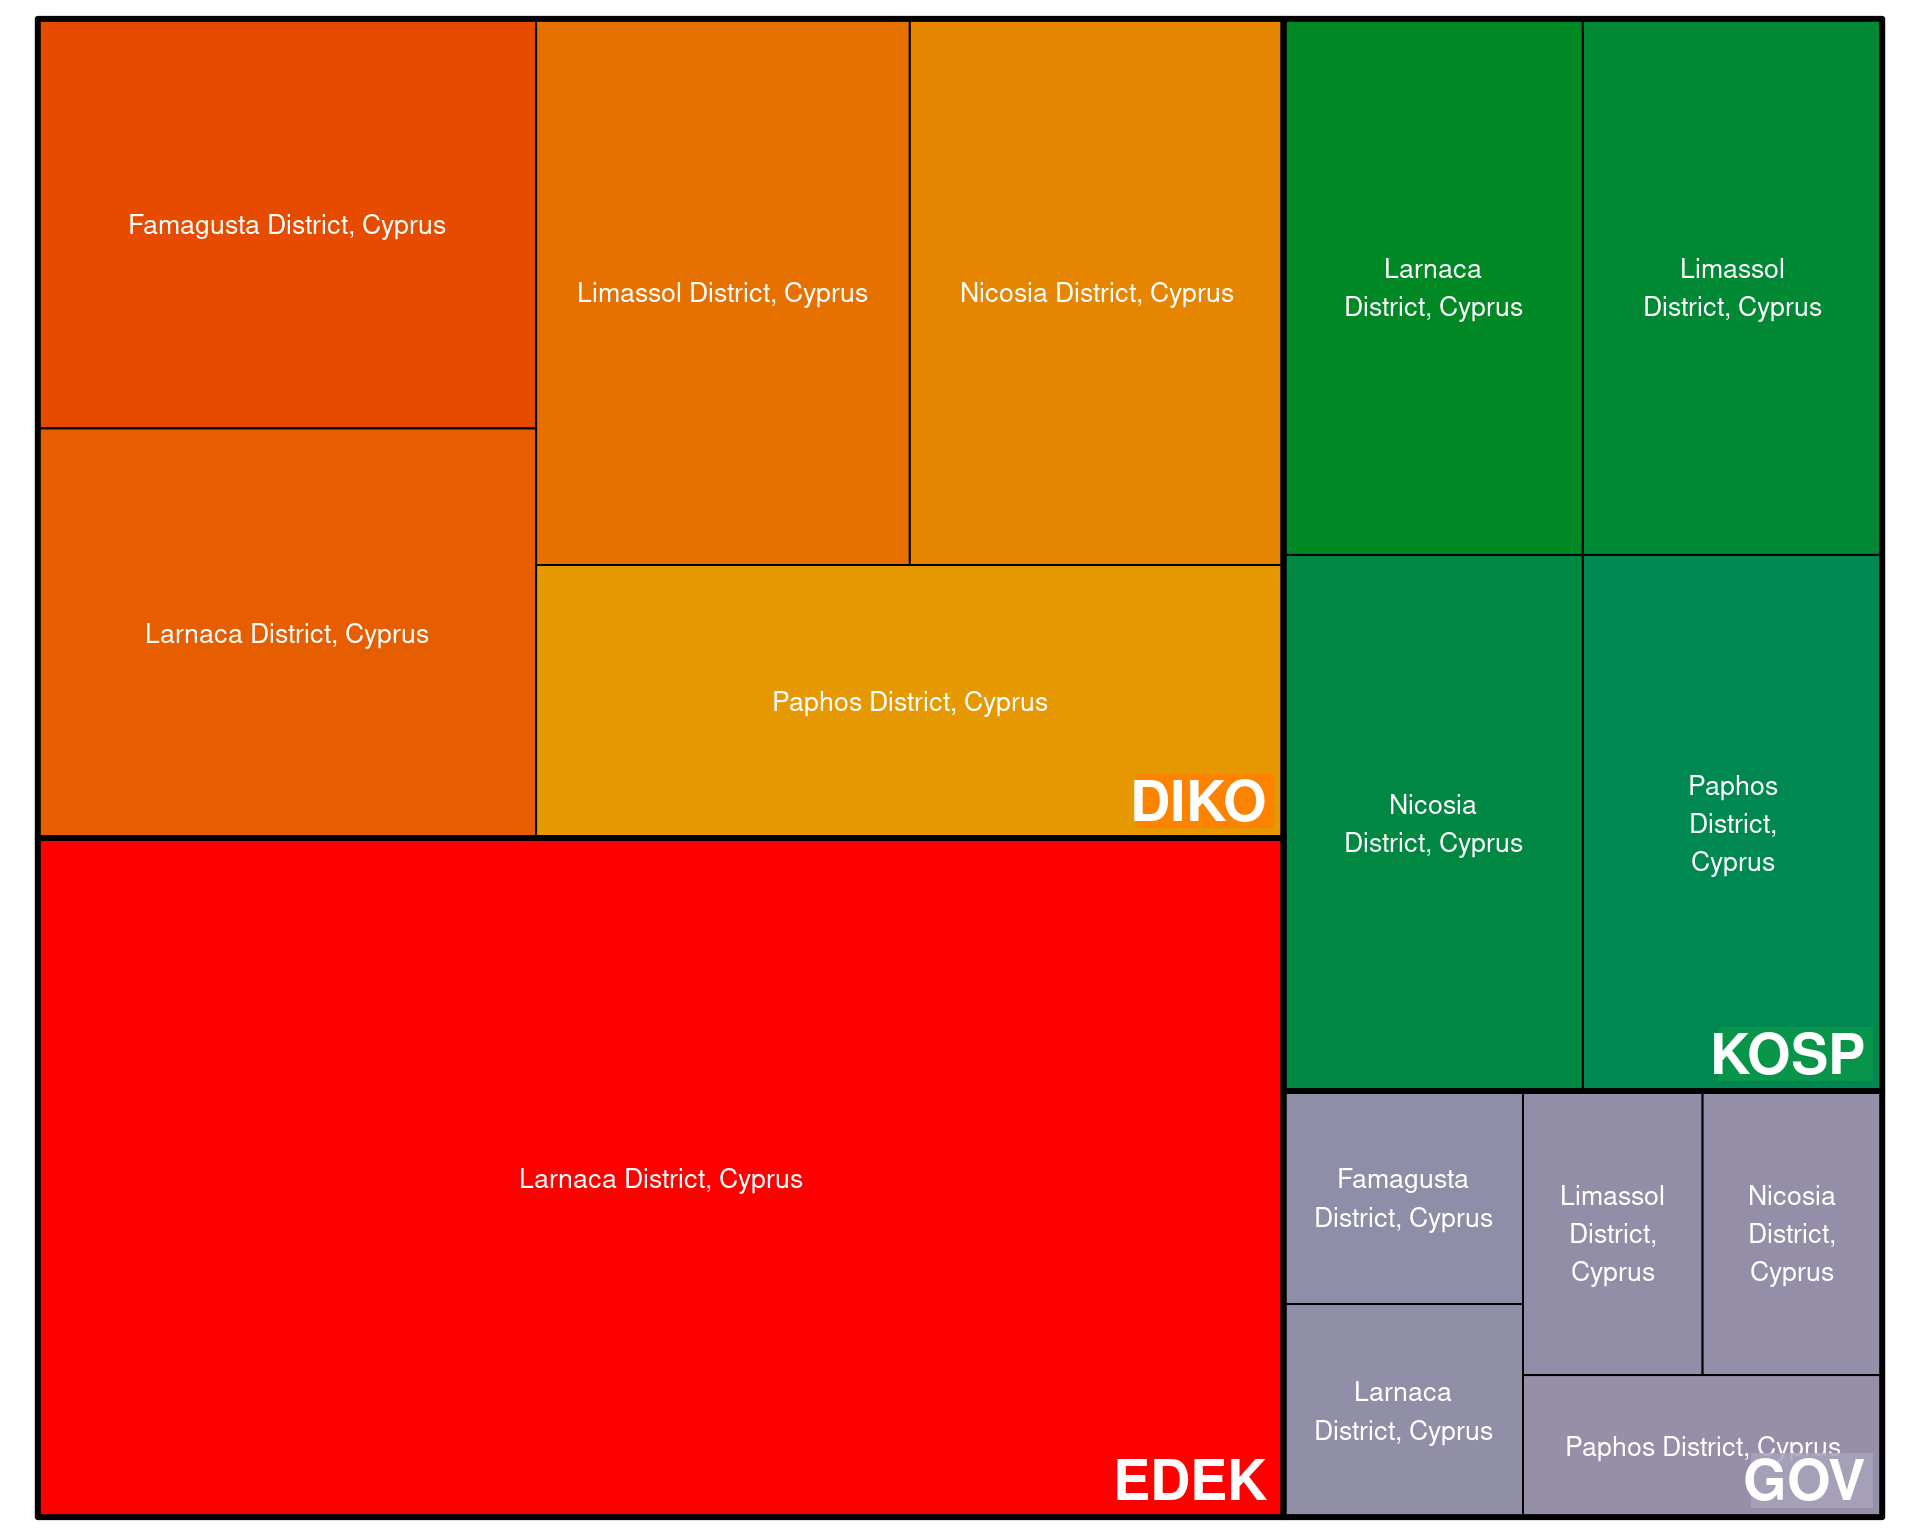 Famagusta District, Cyprus
Larnaca District, Cyprus
Limassol District, Cyprus
Nicosia District, Cyprus
Paphos District, Cyprus
DIKO
Larnaca District, Cyprus
EDEK
Larnaca
District, Cyprus
Limassol
District, Cyprus
Nicosia
District, Cyprus
Paphos
District,
Cyprus
KOSP
Famagusta
District, Cyprus
Larnaca
District, Cyprus
Limassol
District,
Cyprus
Nicosia
District,
Cyprus
Paphos District, Cyprus
GOV